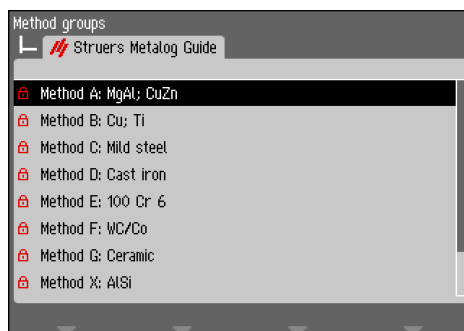 Method groups
Struers Metalog Guide
Method A: MgAl; CuZn
Method B: Cu; Ti
Method C: Mild steel
Method D: Cast iron
Method E: 100 Cr 6
Method F: WC/Co
Method G: Ceramic
Method X: AlSi